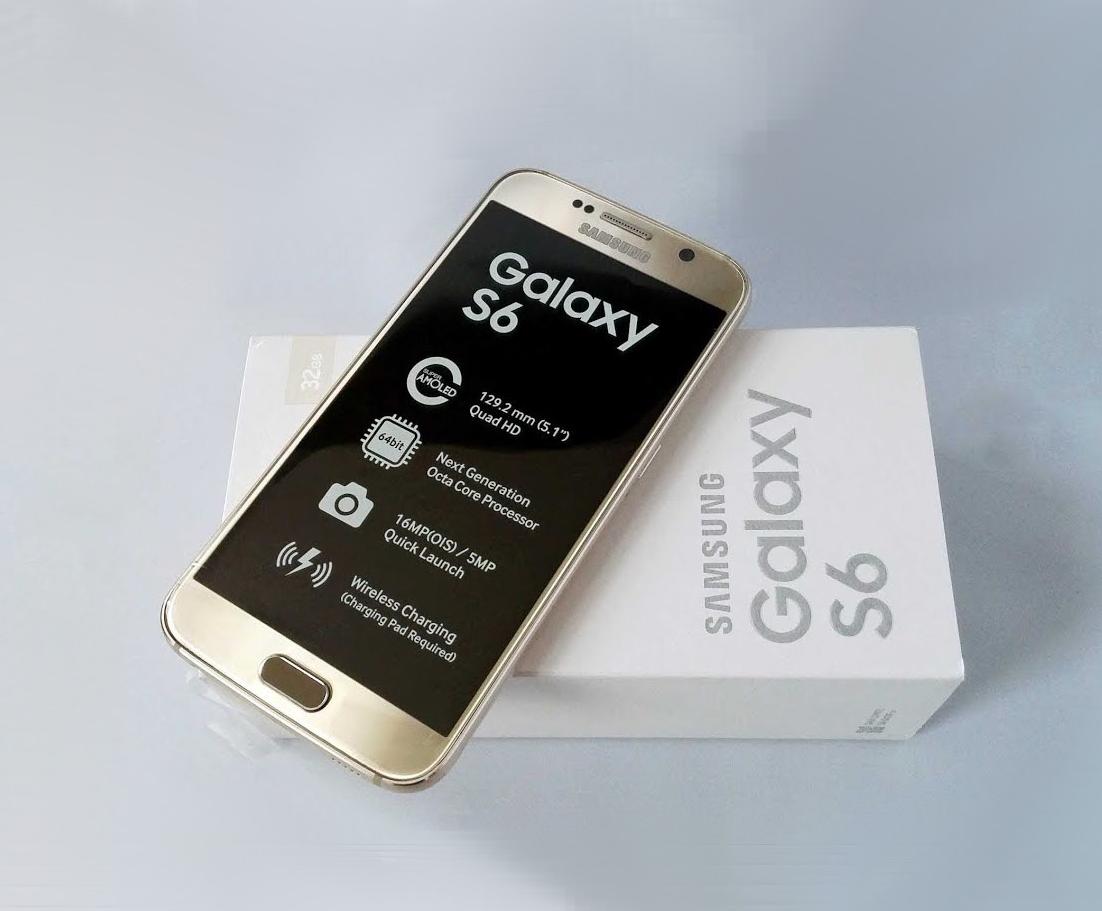 SAMSUNG
Galaxy
S6
SUPER
AMOLED
129.2 mm (5.1")
Quad HD
64bit
Next Generation
Octa Core Processor
16MP(OIS) / 5MP
Quick Launch
Wireless Charging
(Charging Pad Required)
32GB
SAMSUNG
Galaxy
S6